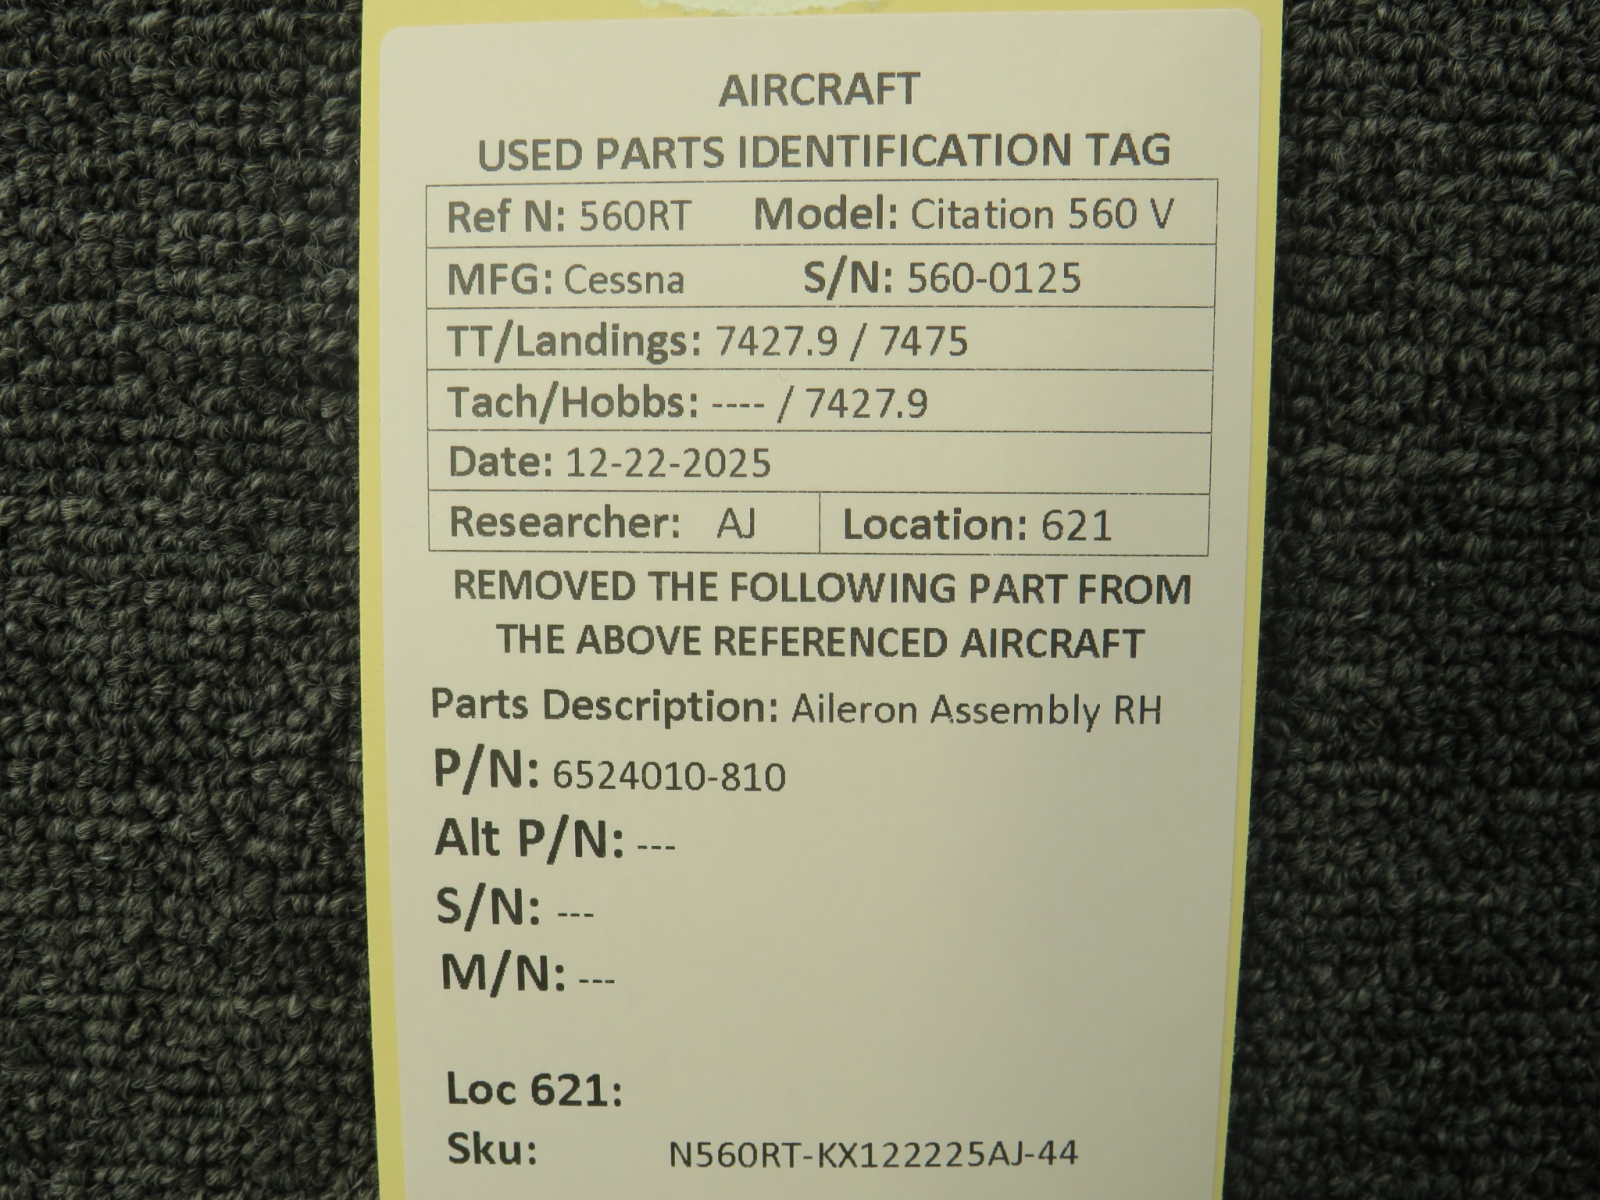 AIRCRAFT
USED PARTS IDENTIFICATION TAG
Ref N: 560RT Model: Citation 560 V
MFG: Cessna S/N: 560-0125
TT/Landings: 7427.9 / 7475
Tach/Hobbs: ---- / 7427.9
Date: 12-22-2025
Researcher: AJ Location: 621
REMOVED THE FOLLOWING PART FROM
THE ABOVE REFERENCED AIRCRAFT
Parts Description: Aileron Assembly RH
P/N: 6524010-810
Alt P/N: ---
S/N: ---
M/N: ---
Loc 621:
Sku: N560RT-KX122225AJ-44